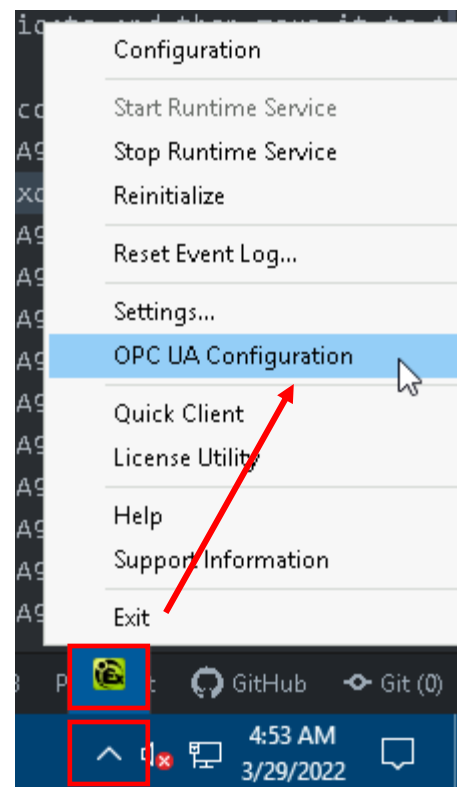 Configuration
Start Runtime Service
Stop Runtime Service
Reinitialize
Reset Event Log...
Settings...
OPC UA Configuration
Quick Client
License Utility
Help
Support Information
Exit
GitHub
Git (0)
4:53 AM
3/29/2022